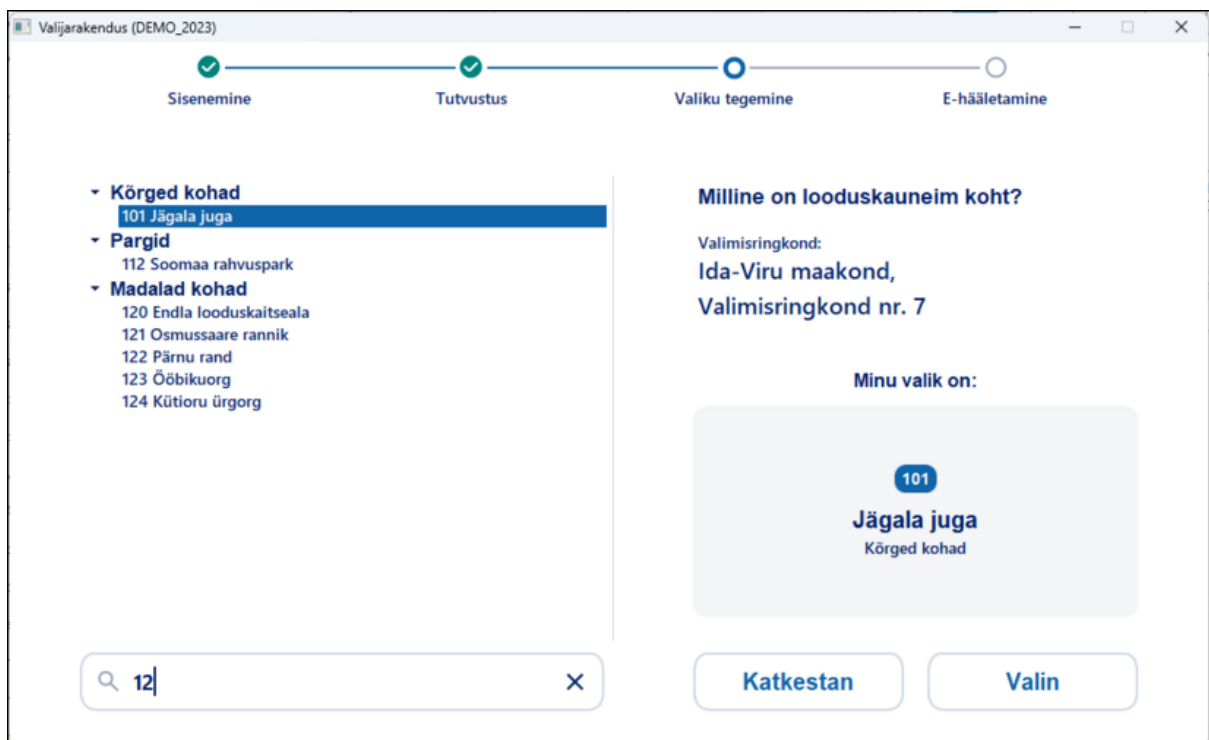 Valijarakendus (DEMO_2023)
Sisenemine
Tutvustus
Valiku tegemine
E-hääletamine
Kõrged kohad
101 Jägala juga
Pargid
112 Soomaa rahvuspark
Madalad kohad
120 Endla looduskaitseala
121 Osmussaare rannik
122 Pärnu rand
123 Ööbikuorg
124 Kütioru ürgorg
12
Milline on looduskauneim koht?
Valimisringkond:
Ida-Viru maakond,
Valimisringkond nr. 7
Minu valik on:
101
Jägala juga
Kõrged kohad
Katkestan
Valin